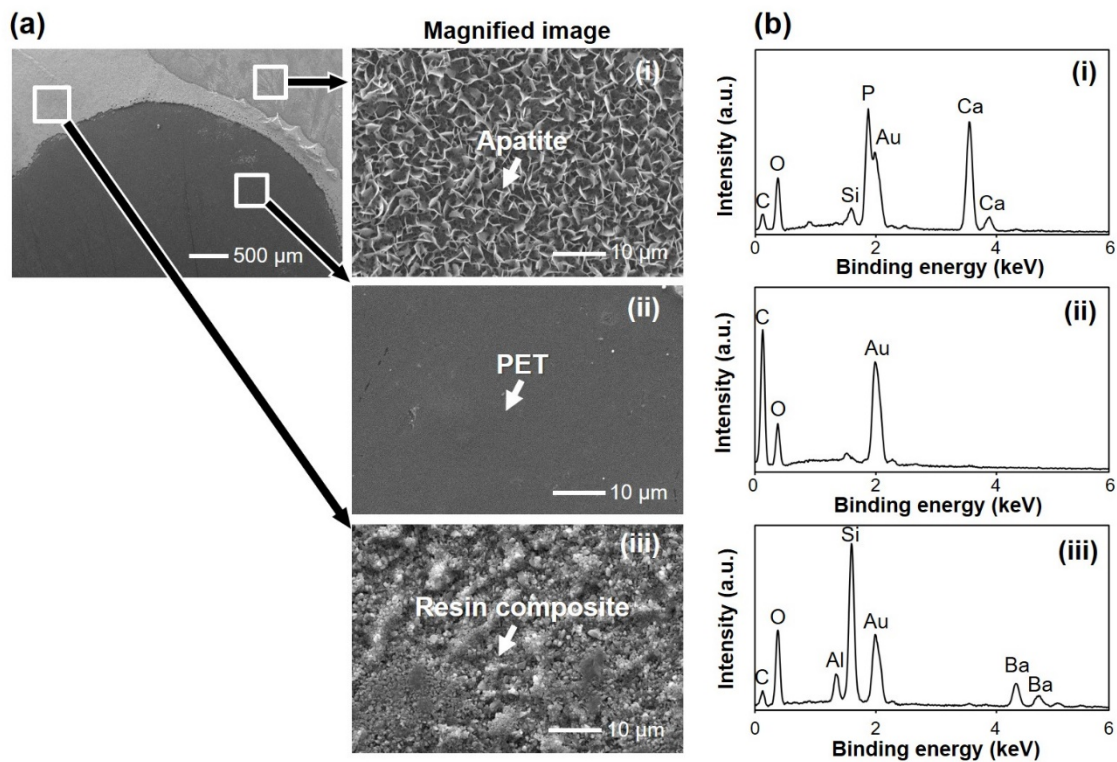 (a)
Magnified image
500 µm
(i)
Apatite
10 µm
(ii)
PET
10 µm
(iii)
Resin composite
10 µm
(b)
(i)
Intensity (a.u.)
C
O
Si
P
Au
Ca
Ca
0
2
4
6
Binding energy (keV)
(ii)
Intensity (a.u.)
C
O
Au
0
2
4
6
Binding energy (keV)
(iii)
Intensity (a.u.)
C
O
Al
Si
Au
Ba
Ba
0
2
4
6
Binding energy (keV)